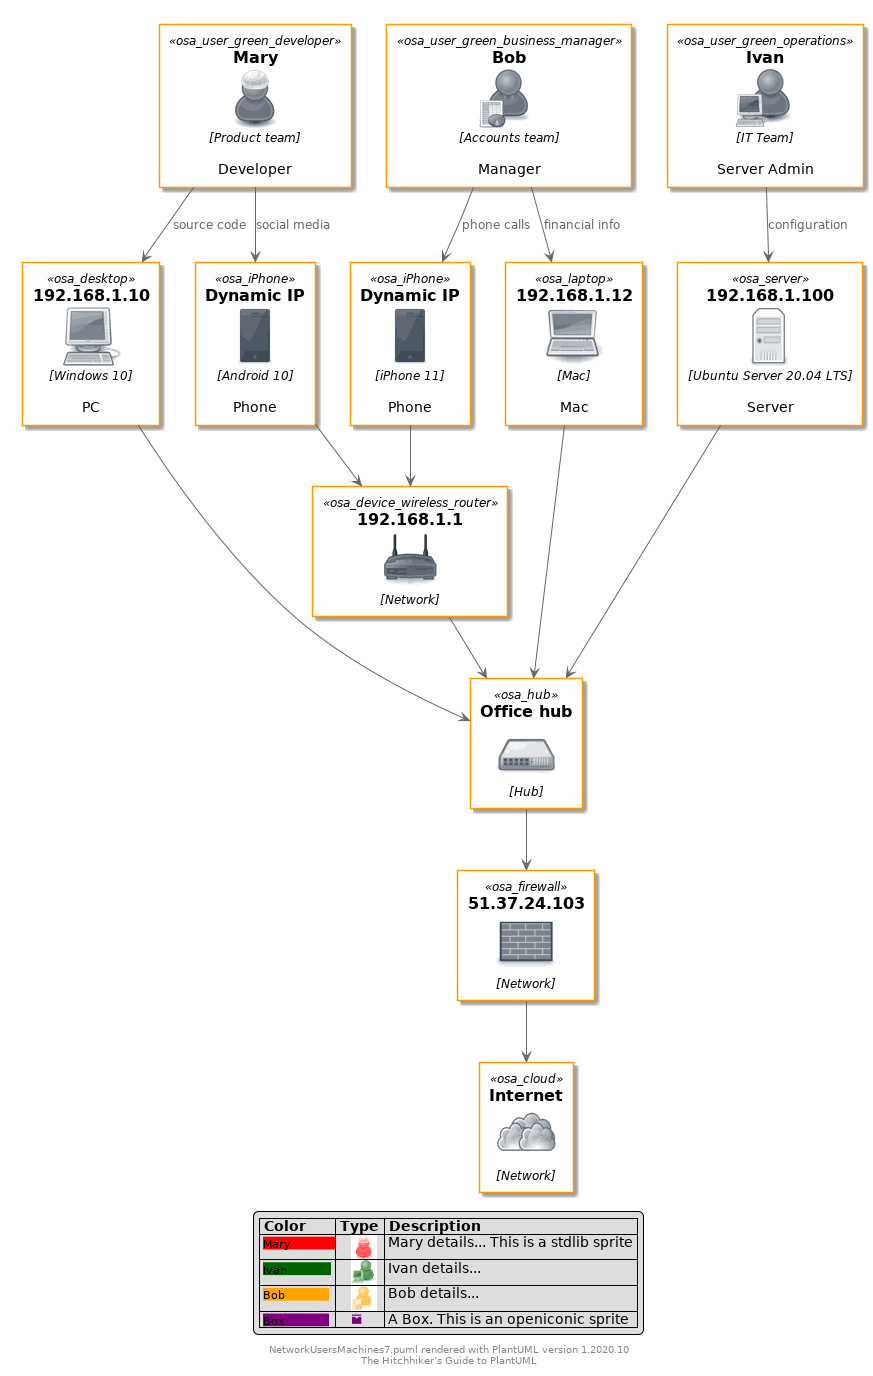 «osa_user_green_developer»
Mary
[Product team]
Developer
«osa_user_green_business_manager»
Bob
[Accounts team]
Manager
«osa_user_green_operations»
Ivan
[IT Team]
Server Admin
source code
social media
phone calls
financial info
configuration
«osa_desktop»
192.168.1.10
[Windows 10]
PC
«osa_iPhone»
Dynamic IP
[Android 10]
Phone
«osa_iPhone»
Dynamic IP
[iPhone 11]
Phone
«osa_laptop»
192.168.1.12
[Mac]
Mac
«osa_server»
192.168.1.100
[Ubuntu Server 20.04 LTS]
Server
«osa_device_wireless_router»
192.168.1.1
[Network]
«osa_hub»
Office hub
[Hub]
«osa_firewall»
51.37.24.103
[Network]
«osa_cloud»
Internet
[Network]
Color Type Description
Mary Mary details... This is a stdlib sprite
Ivan Ivan details...
Bob Bob details...
Box A Box. This is an openiconic sprite
NetworkUsersMachines7.puml rendered with PlantUML version 1.2020.10
The Hitchhiker's Guide to PlantUML